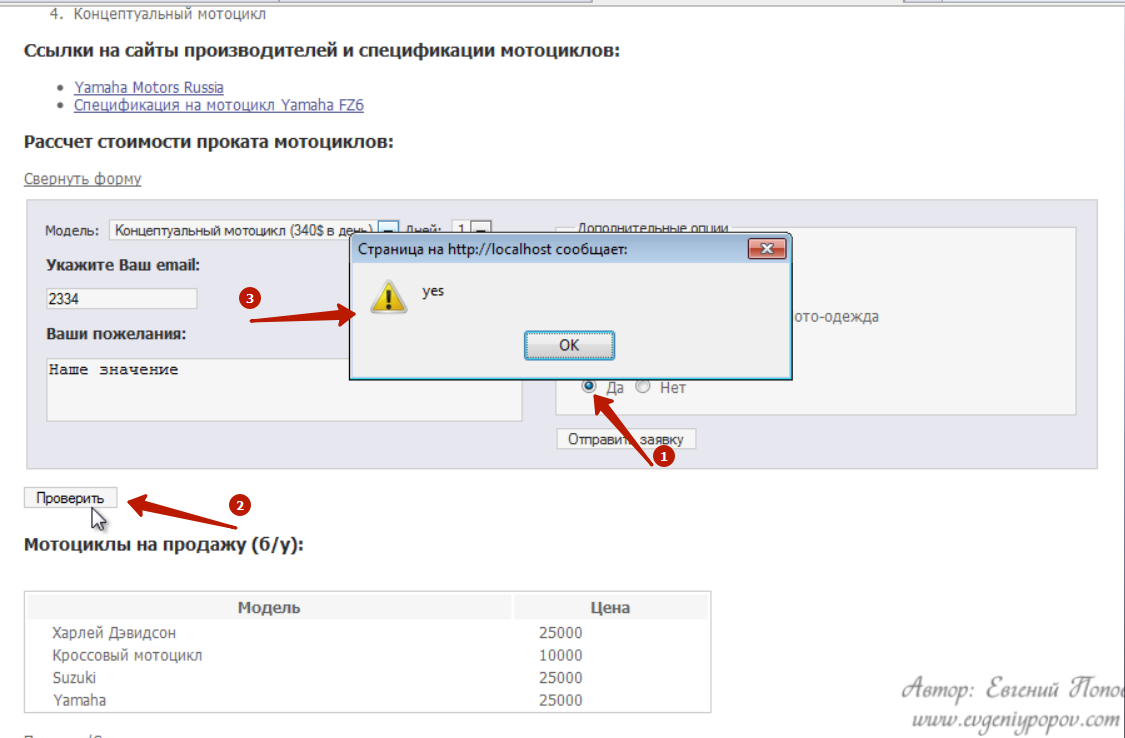 4. Концептуальный мотоцикл
Ссылки на сайты производителей и спецификации мотоциклов:
Yamaha Motors Russia
Спецификация на мотоцикл Yamaha FZ6
Рассчет стоимости проката мотоциклов:
Свернуть форму
Модель: Концептуальный мотоцикл (340$ в день) Дней: 1
Дополнительные опции
Страница на http://localhost сообщает:
Укажите Ваш email:
yes
2334
3
ото-одежда
Ваши пожелания:
OK
Наше значение
Да Нет
Отправить заявку
1
Проверить
2
Мотоциклы на продажу (б/у):
Модель Цена
Харлей Дэвидсон 25000
Кроссовый мотоцикл 10000
Suzuki 25000
Yamaha 25000
Автор: Евгений Попо
www.evgeniypopov.com